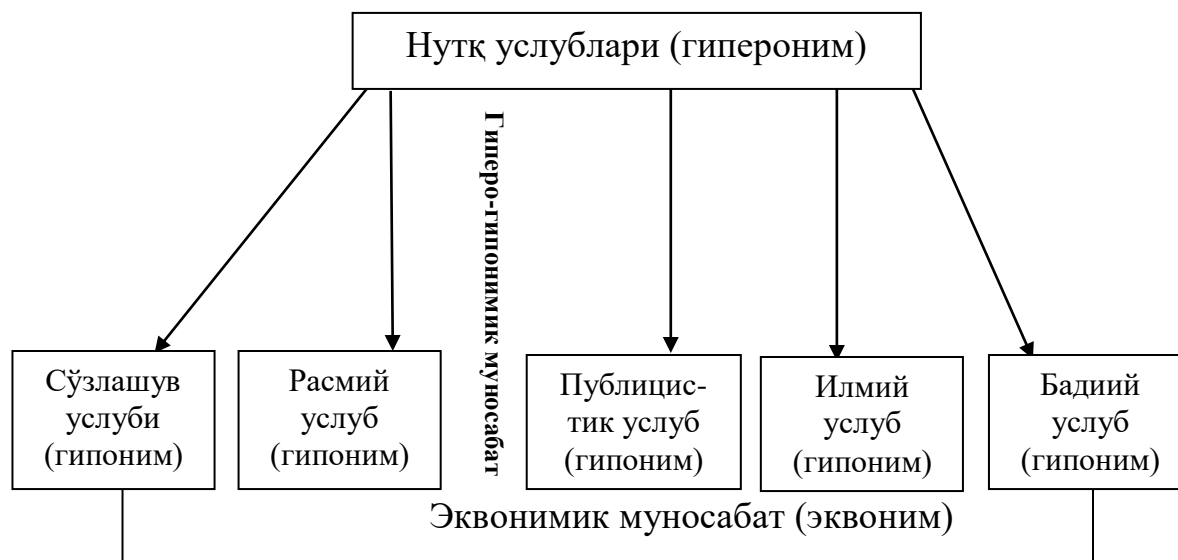 Нутқ услублари (гипероним)
Гиперо-гипонимик муносабат
Сўзлашув
услуби
(гипоним)
Расмий
услуб
(гипоним)
Публицис-
тик услуб
(гипоним)
Илмий
услуб
(гипоним)
Бадиий
услуб
(гипоним)
Эквонимик муносабат (эквоним)